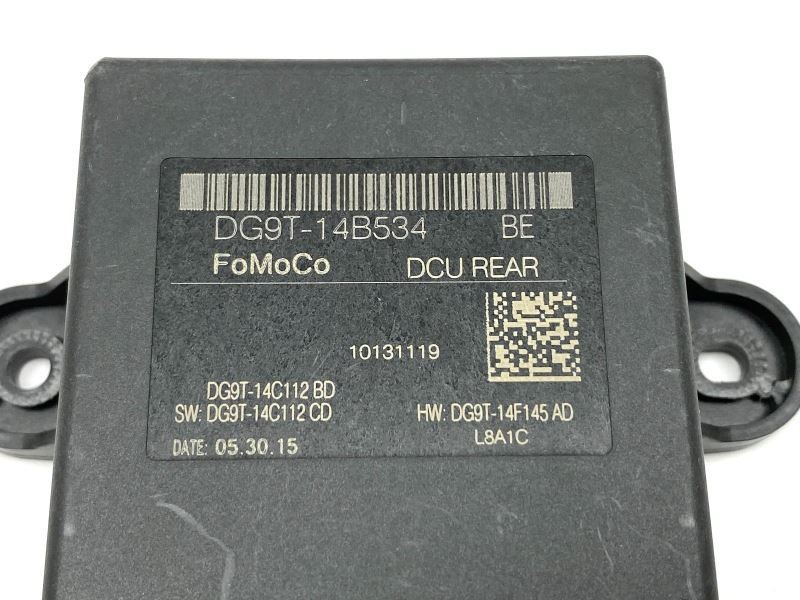 DG9T-14B534 BE
FoMoCo DCU REAR
10131119
DG9T-14C112 BD
SW: DG9T-14C112 CD HW: DG9T-14F145 AD
L8A1C
DATE: 05.30.15